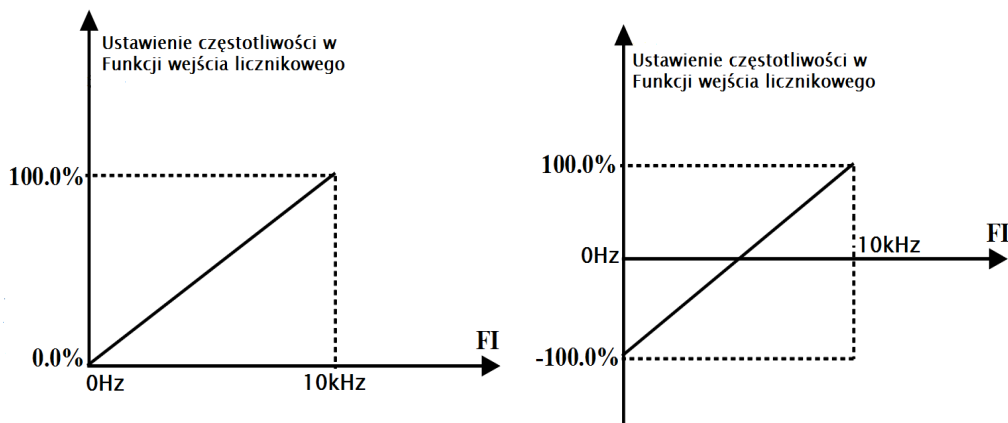 Ustawienie częstotliwości w
Funkcji wejścia licznikowego
100.0%
0.0%
0Hz
10kHz
FI
Ustawienie częstotliwości w
Funkcji wejścia licznikowego
100.0%
0Hz
-100.0%
10kHz
FI